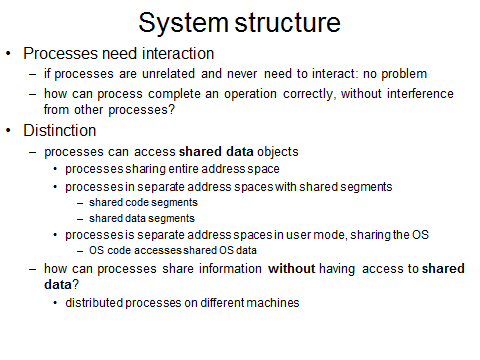 System structure
• Processes need interaction
– if processes are unrelated and never need to interact: no problem
– how can process complete an operation correctly, without interference
from other processes?
• Distinction
– processes can access shared data objects
• processes sharing entire address space
• processes in separate address spaces with shared segments
– shared code segments
– shared data segments
• processes is separate address spaces in user mode, sharing the OS
– OS code accesses shared OS data
– how can processes share information without having access to shared
data?
• distributed processes on different machines